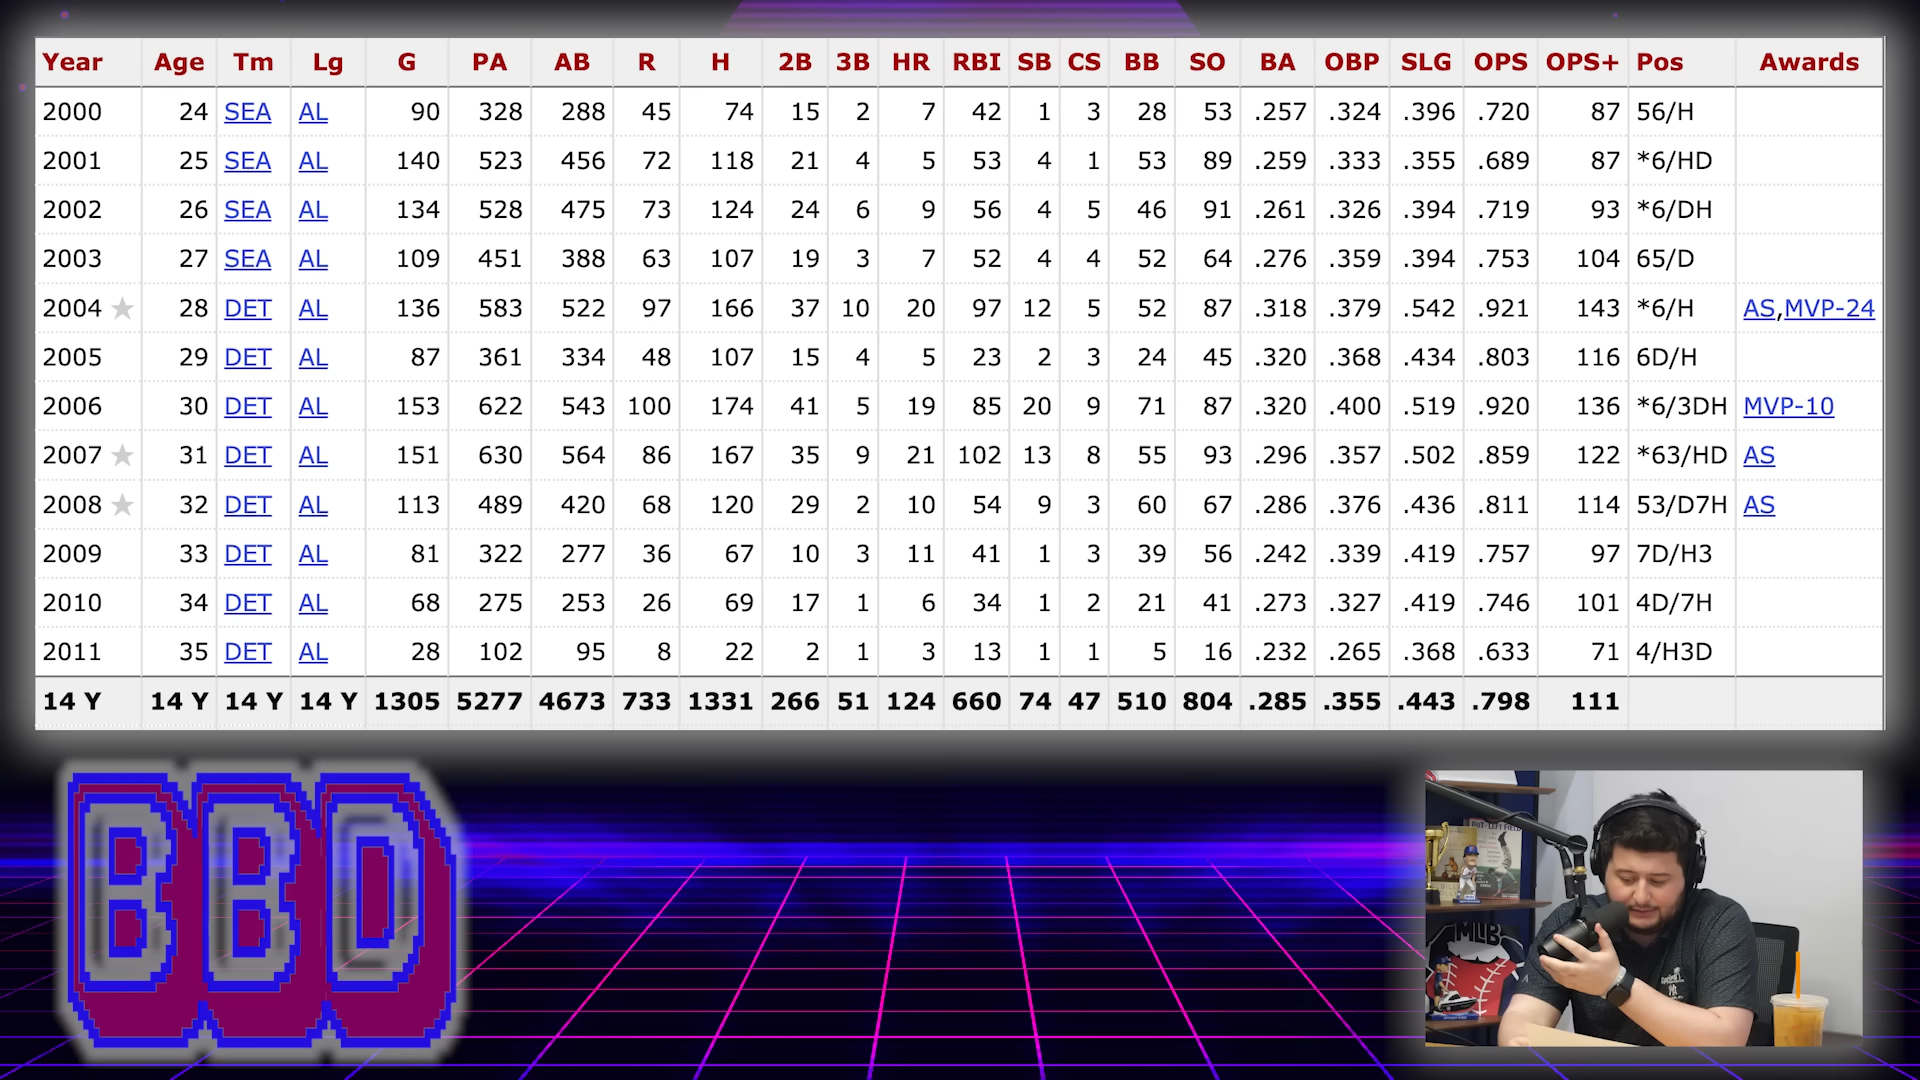 Year Age Tm Lg G PA AB R H 2B 3B HR RBI SB CS BB SO BA OBP SLG OPS OPS+ Pos Awards
2000 24 SEA AL 90 328 288 45 74 15 2 7 42 1 3 28 53 .257 .324 .396 .720 87 56/H
2001 25 SEA AL 140 523 456 72 118 21 4 5 53 4 1 53 89 .259 .333 .355 .689 87 *6/HD
2002 26 SEA AL 134 528 475 73 124 24 6 9 56 4 5 46 91 .261 .326 .394 .719 93 *6/DH
2003 27 SEA AL 109 451 388 63 107 19 3 7 52 4 4 52 64 .276 .359 .394 .753 104 65/D
2004 ★ 28 DET AL 136 583 522 97 166 37 10 20 97 12 5 52 87 .318 .379 .542 .921 143 *6/H AS,MVP-24
2005 29 DET AL 87 361 334 48 107 15 4 5 23 2 3 24 45 .320 .368 .434 .803 116 6D/H
2006 30 DET AL 153 622 543 100 174 41 5 19 85 20 9 71 87 .320 .400 .519 .920 136 *6/3DH MVP-10
2007 ★ 31 DET AL 151 630 564 86 167 35 9 21 102 13 8 55 93 .296 .357 .502 .859 122 *63/HD AS
2008 ★ 32 DET AL 113 489 420 68 120 29 2 10 54 9 3 60 67 .286 .376 .436 .811 114 53/D7H AS
2009 33 DET AL 81 322 277 36 67 10 3 11 41 1 3 39 56 .242 .339 .419 .757 97 7D/H3
2010 34 DET AL 68 275 253 26 69 17 1 6 34 1 2 21 41 .273 .327 .419 .746 101 4D/7H
2011 35 DET AL 28 102 95 8 22 2 1 3 13 1 1 5 16 .232 .265 .368 .633 71 4/H3D
14 Y 14 Y 14 Y 14 Y 1305 5277 4673 733 1331 266 51 124 660 74 47 510 804 .285 .355 .443 .798 111
BBD
OUT LEFT FIELD
MLB